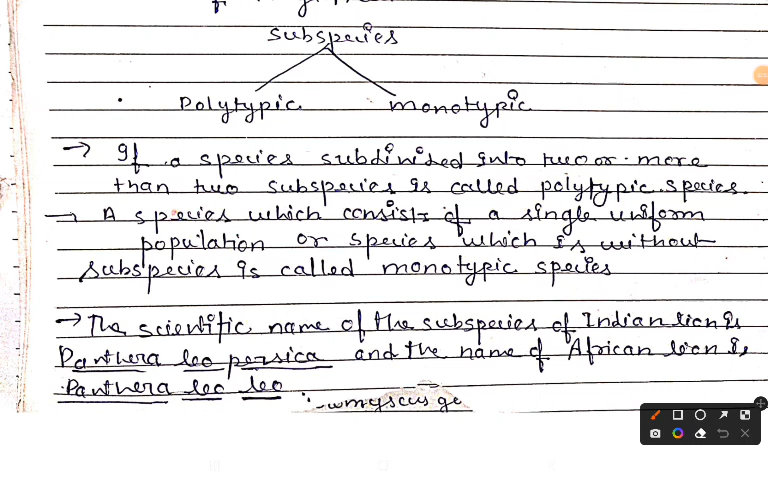 subspecies
Polytypic monotypic
→ If a species subdivided into two or more
than two subspecies is called polytypic species.
→ A species which consists of a single uniform
population or species which is without
subspecies is called monotypic species
→ The scientific name of the subspecies of Indian lion is
Panthera leo persica and the name of African lion is
Panthera leo leo